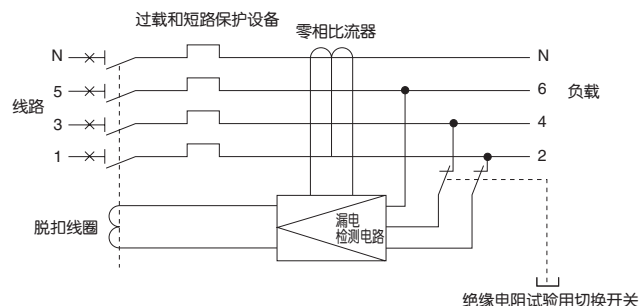 过载和短路保护设备
零相比流器
N
N
5
6
负载
线路
3
4
1
2
脱扣线圈
漏电
检测电路
绝缘电阻试验用切换开关